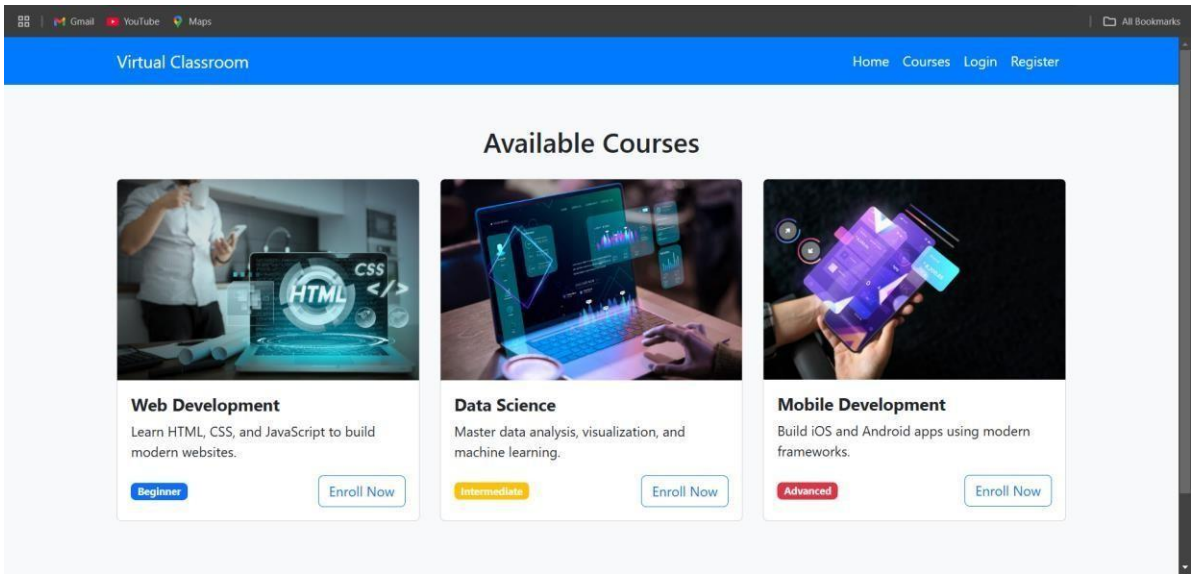 Gmail YouTube Maps All Bookmarks
Virtual Classroom Home Courses Login Register
Available Courses
HTML
CSS
</>
Web Development
Learn HTML, CSS, and JavaScript to build
modern websites.
Beginner Enroll Now
Data Science
Master data analysis, visualization, and
machine learning.
Intermediate Enroll Now
Mobile Development
Build iOS and Android apps using modern
frameworks.
Advanced Enroll Now